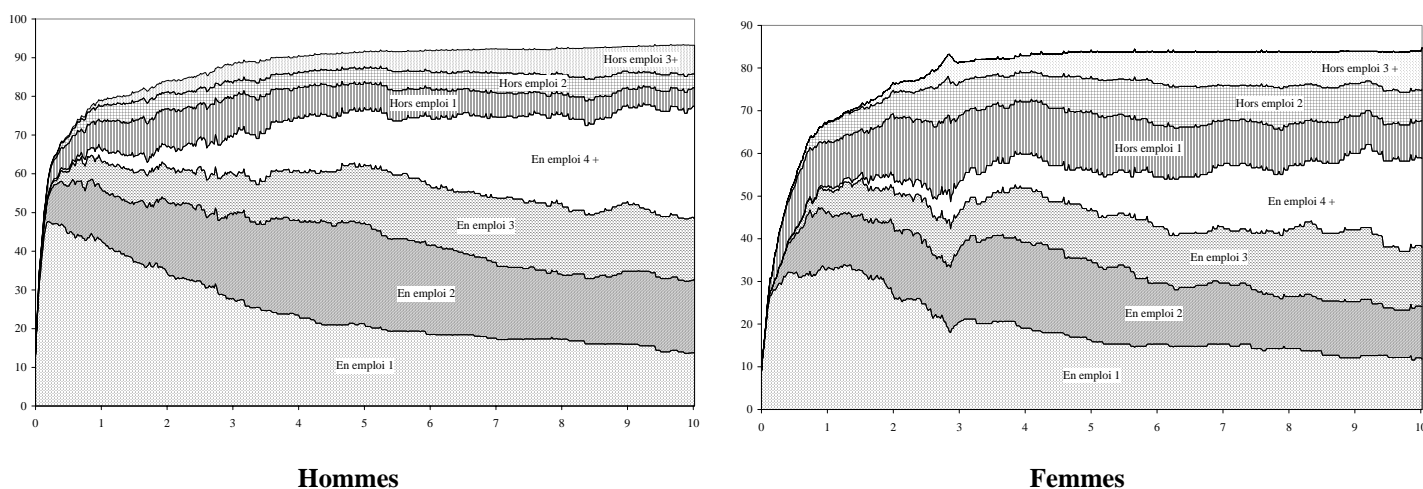 100
90
80
70
60
50
40
30
20
10
0
0 1 2 3 4 5 6 7 8 9 10
Hors emploi 3+
Hors emploi 2
Hors emploi 1
En emploi 4 +
En emploi 3
En emploi 2
En emploi 1
Hommes
90
80
70
60
50
40
30
20
10
0
0 1 2 3 4 5 6 7 8 9 10
Hors emploi 3 +
Hors emploi 2
Hors emploi 1
En emploi 4 +
En emploi 3
En emploi 2
En emploi 1
Femmes